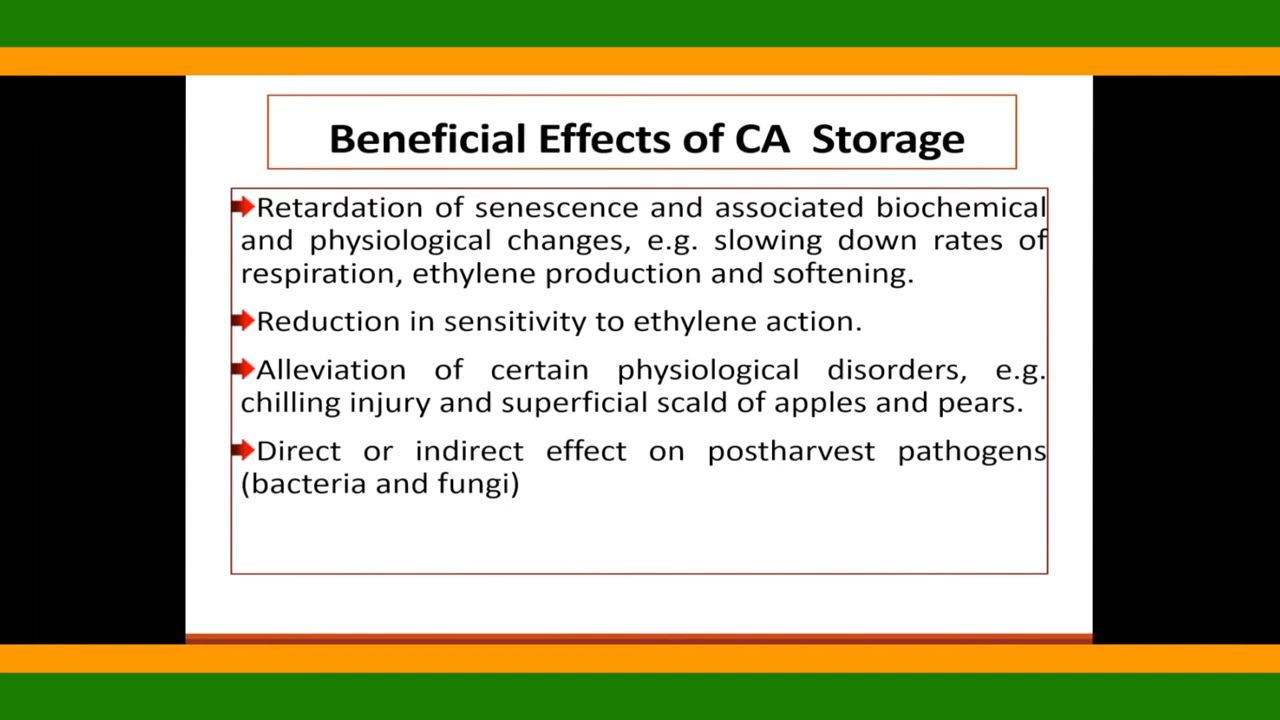 Beneficial Effects of CA Storage
Retardation of senescence and associated biochemical
and physiological changes, e.g. slowing down rates of
respiration, ethylene production and softening.
Reduction in sensitivity to ethylene action.
Alleviation of certain physiological disorders, e.g.
chilling injury and superficial scald of apples and pears.
Direct or indirect effect on postharvest pathogens
(bacteria and fungi)